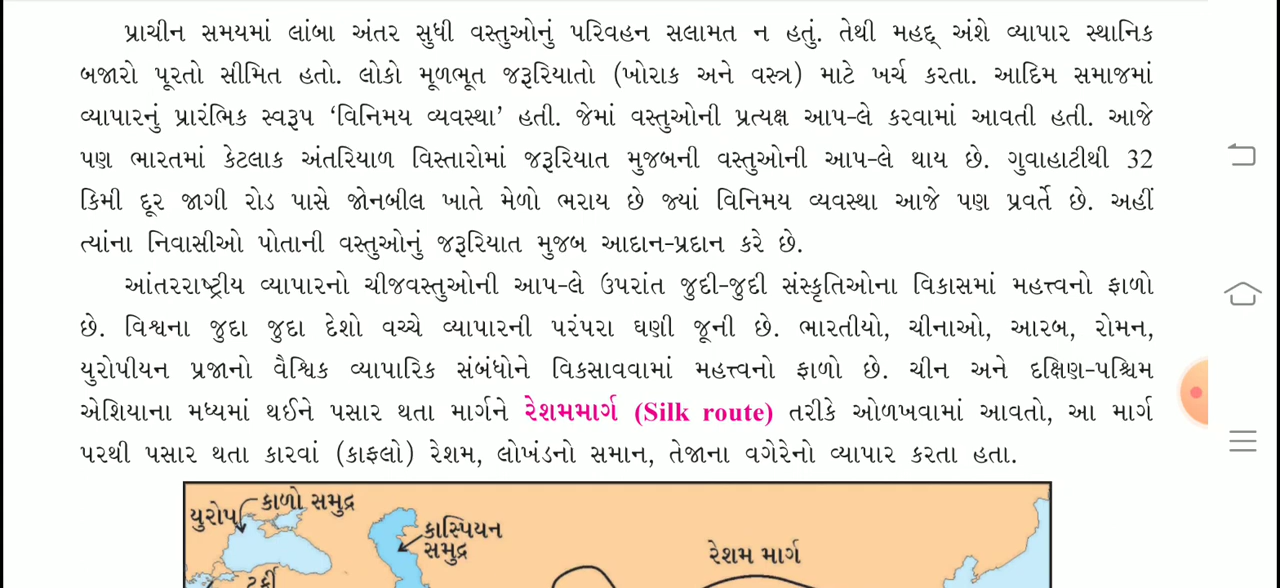 પ્રાચીન સમયમાં લાંબા અંતર સુધી વસ્તુઓનું પરિવહન સલામત ન હતું. તેથી મહદ્ અંશે વ્યાપાર સ્થાનિક
બજારો પૂરતો સીમિત હતો. લોકો મૂળભૂત જરૂરિયાતો (ખોરાક અને વસ્ત્ર) માટે ખર્ચ કરતા. આદિમ સમાજમાં
વ્યાપારનું પ્રારંભિક સ્વરૂપ ‘વિનિમય વ્યવસ્થા’ હતી. જેમાં વસ્તુઓની પ્રત્યક્ષ આપ-લે કરવામાં આવતી હતી. આજે
પણ ભારતમાં કેટલાક અંતરિયાળ વિસ્તારોમાં જરૂરિયાત મુજબની વસ્તુઓની આપ-લે થાય છે. ગુવાહાટીથી 32
કિમી દૂર જાગી રોડ પાસે જોનબીલ ખાતે મેળો ભરાય છે જ્યાં વિનિમય વ્યવસ્થા આજે પણ પ્રવર્તે છે. અહીં
ત્યાંના નિવાસીઓ પોતાની વસ્તુઓનું જરૂરિયાત મુજબ આદાન-પ્રદાન કરે છે.
આંતરરાષ્ટ્રીય વ્યાપારનો ચીજવસ્તુઓની આપ-લે ઉપરાંત જુદી-જુદી સંસ્કૃતિઓના વિકાસમાં મહત્ત્વનો ફાળો
છે. વિશ્વના જુદા જુદા દેશો વચ્ચે વ્યાપારની પરંપરા ઘણી જૂની છે. ભારતીયો, ચીનાઓ, આરબ, રોમન,
યુરોપીયન પ્રજાનો વૈશ્વિક વ્યાપારિક સંબંધોને વિકસાવવામાં મહત્ત્વનો ફાળો છે. ચીન અને દક્ષિણ-પશ્ચિમ
એશિયાના મધ્યમાં થઈને પસાર થતા માર્ગને રેશમમાર્ગ (Silk route) તરીકે ઓળખવામાં આવતો, આ માર્ગ
પરથી પસાર થતા કારવાં (કાફલો) રેશમ, લોખંડનો સમાન, તેજાના વગેરેનો વ્યાપાર કરતા હતા.
કાળો સમુદ્ર
યુરોપ
કાસ્પિયન
સમુદ્ર
રેશમ માર્ગ
ટર્કી